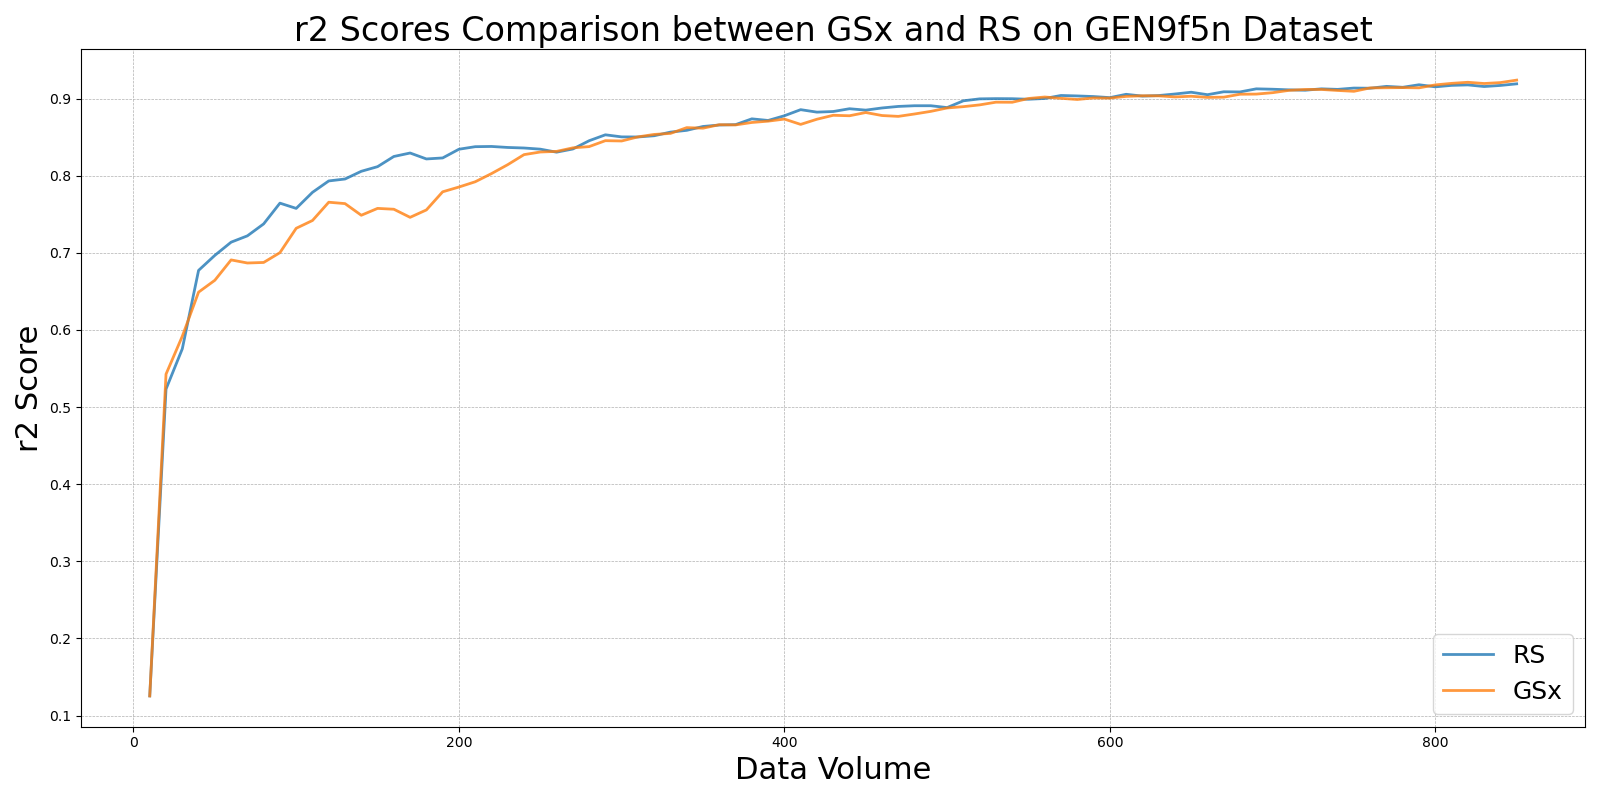 r2 Scores Comparison between GSx and RS on GEN9f5n Dataset
r2 Score
0.9
0.8
0.7
0.6
0.5
0.4
0.3
0.2
0.1
0 200 400 600 800
Data Volume
RS
GSx